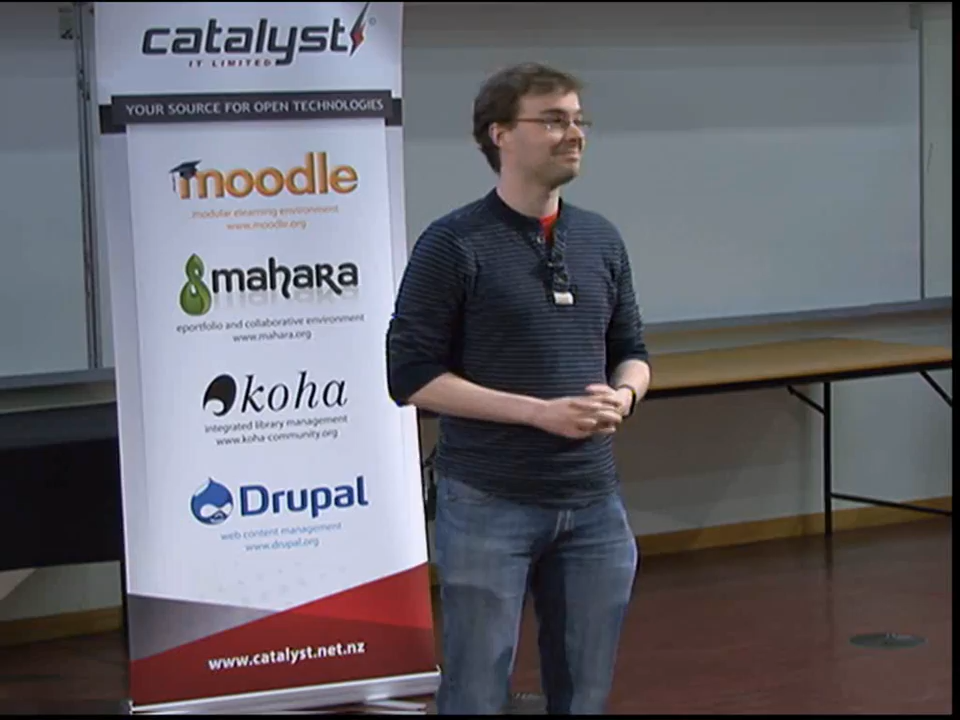 catalyst
IT LIMITED
YOUR SOURCE FOR OPEN TECHNOLOGIES
moodle
modular elearning environment
www.moodle.org
mahara
eportfolio and collaborative environment
www.mahara.org
koha
integrated library management
www.koha-community.org
Drupal
web content management
www.drupal.org
www.catalyst.net.nz